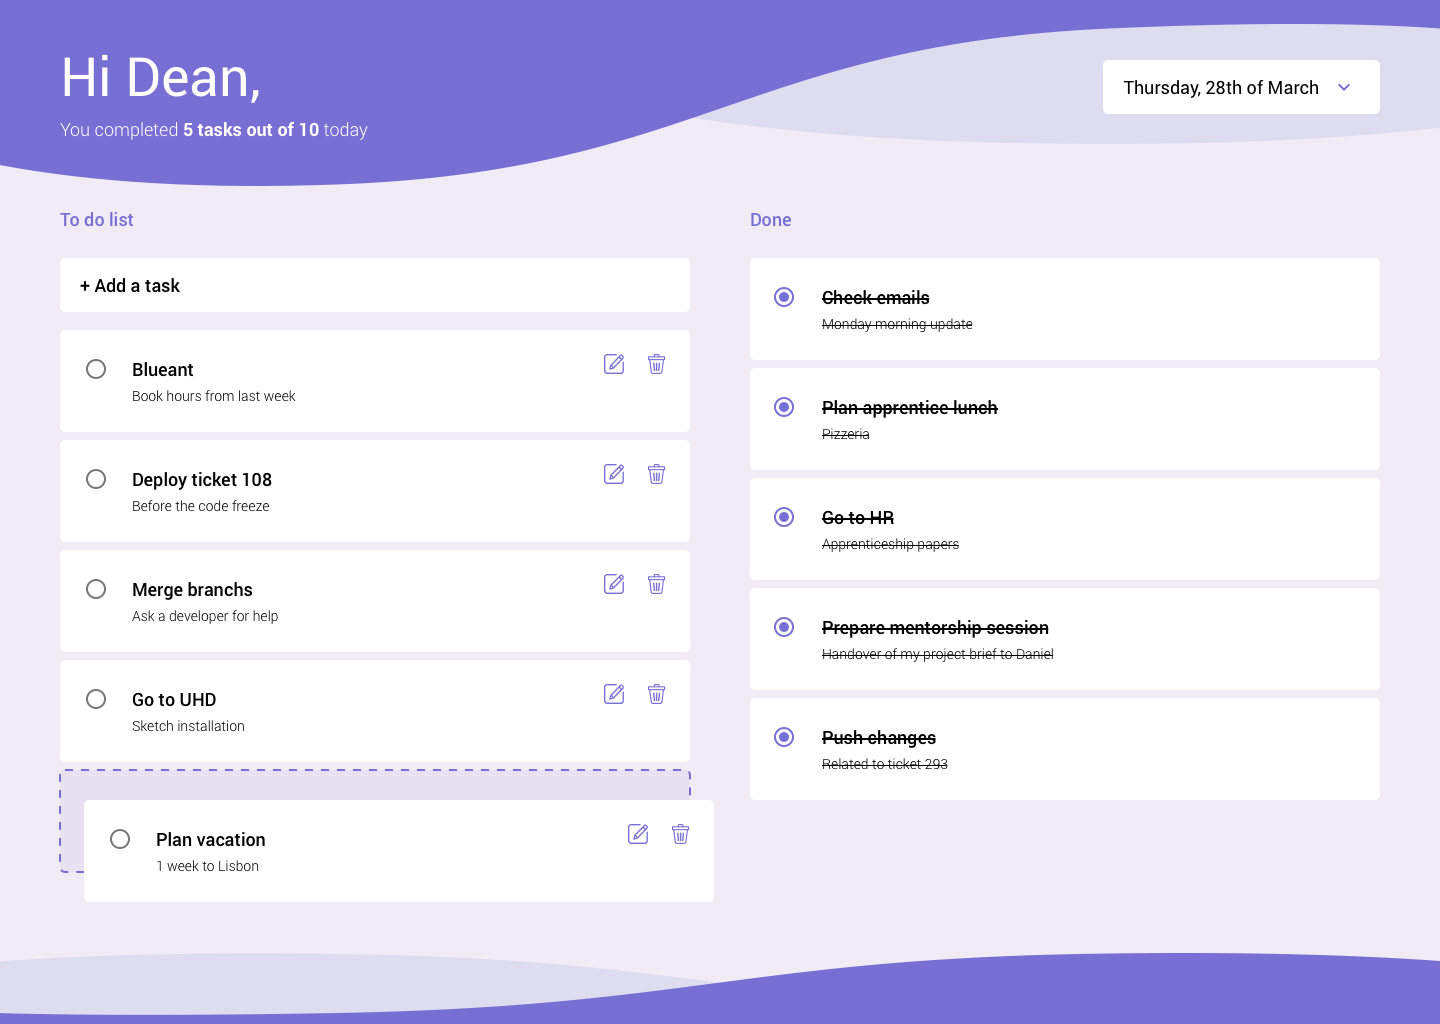 Hi Dean,
You completed 5 tasks out of 10 today
Thursday, 28th of March
To do list
+ Add a task
Blueant
Book hours from last week
Deploy ticket 108
Before the code freeze
Merge branchs
Ask a developer for help
Go to UHD
Sketch installation
Plan vacation
1 week to Lisbon
Done
Check emails
Monday morning update
Plan apprentice lunch
Pizzeria
Go to HR
Apprenticeship papers
Prepare mentorship session
Handover of my project brief to Daniel
Push changes
Related to ticket 293